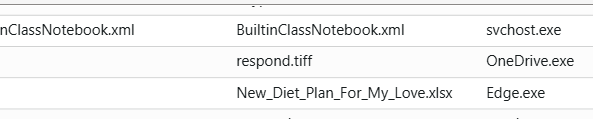 nClassNotebook.xml BuiltinClassNotebook.xml svchost.exe
respond.tiff OneDrive.exe
New_Diet_Plan_For_My_Love.xlsx Edge.exe